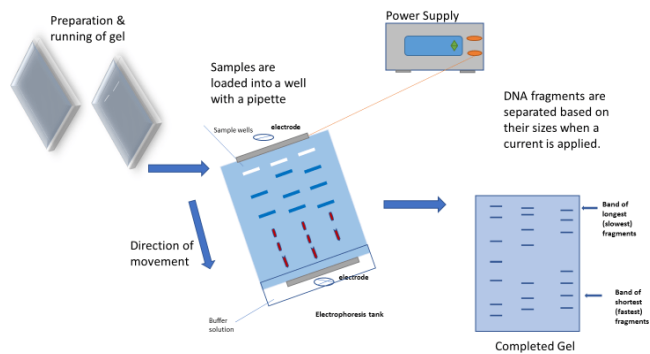 Preparation &
running of gel
Power Supply
Samples are
loaded into a well
with a pipette
DNA fragments are
separated based on
their sizes when a
current is applied.
Sample wells
electrode
Direction of
movement
electrode
Buffer
solution
Electrophoresis tank
Band of
longest
(slowest)
fragments
Band of
shortest
(fastest)
fragments
Completed Gel